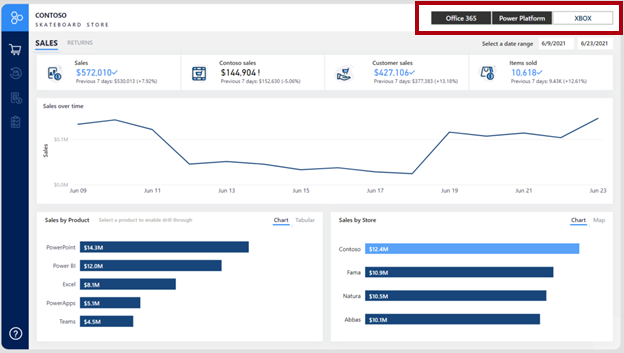 CONTOSO
SKATEBOARD STORE
Office 365 Power Platform XBOX
SALES RETURNS
Select a date range 6/9/2021 6/23/2021
Sales
$572,010✓
Previous 7 days: $530,013 (+7.92%)
Contoso sales
$144,904 !
Previous 7 days: $152,630 (-5.06%)
Customer sales
$427,106✓
Previous 7 days: $377,383 (+13.18%)
Items sold
10,618✓
Previous 7 days: 9.43K (+12.61%)
Sales over time
Sales
$0.1M
$0.0M
Jun 09 Jun 11 Jun 13 Jun 15 Jun 17 Jun 19 Jun 21 Jun 23
Sales by Product Select a product to enable drill through Chart Tabular
PowerPoint $14.3M
Power BI $12.0M
Excel $8.1M
PowerApps $5.1M
Teams $4.5M
Sales by Store Chart Map
Contoso $12.4M
Fama $10.9M
Natura $10.5M
Abbas $10.1M
?